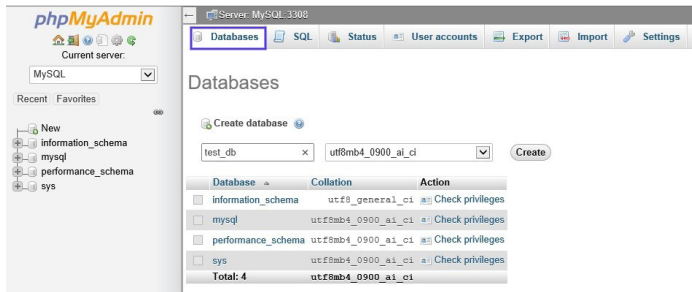 phpMyAdmin
Current server:
MySQL
Recent Favorites
New
information_schema
mysql
performance_schema
sys
Server: MySQL:3308
Databases SQL Status User accounts Export Import Settings
Databases
Create database
test_db × utf8mb4_0900_ai_ci Create
Database Collation Action
information_schema utf8_general_ci Check privileges
mysql utf8mb4_0900_ai_ci Check privileges
performance_schema utf8mb4_0900_ai_ci Check privileges
sys utf8mb4_0900_ai_ci Check privileges
Total: 4 utf8mb4_0900_ai_ci